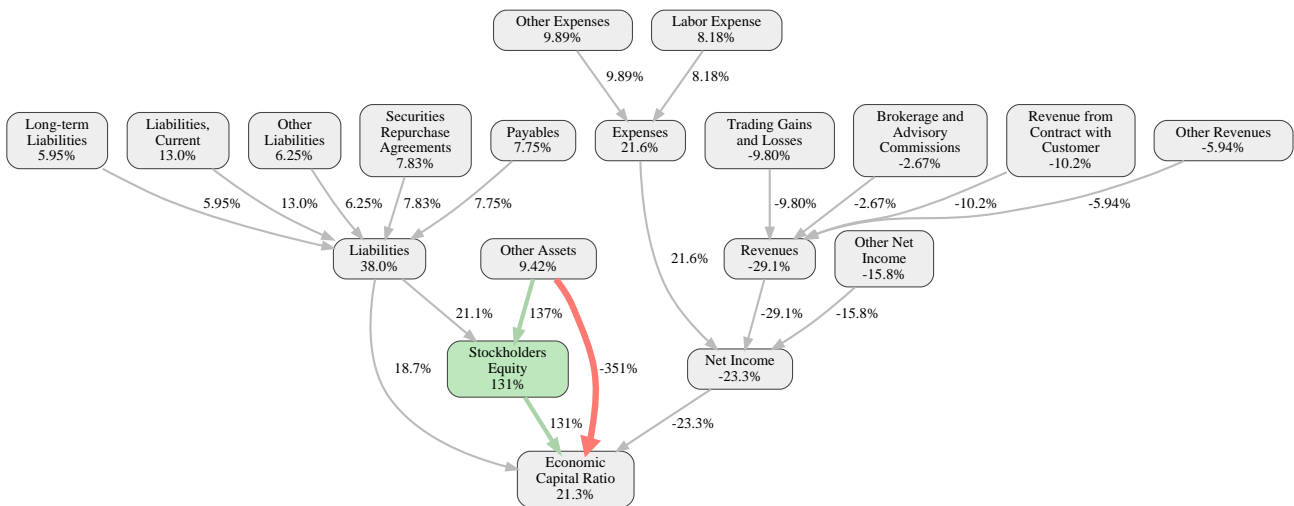 Other Expenses
9.89%
Labor Expense
8.18%
9.89%
8.18%
Long-term
Liabilities
5.95%
Liabilities,
Current
13.0%
Other
Liabilities
6.25%
Securities
Repurchase
Agreements
7.83%
Payables
7.75%
Expenses
21.6%
Trading Gains
and Losses
-9.80%
Brokerage and
Advisory
Commissions
-2.67%
Revenue from
Contract with
Customer
-10.2%
Other Revenues
-5.94%
5.95%
13.0%
6.25%
7.83%
7.75%
-9.80%
-2.67%
-10.2%
-5.94%
Liabilities
38.0%
Other Assets
9.42%
21.6%
Revenues
-29.1%
Other Net
Income
-15.8%
21.1%
137%
-29.1%
-15.8%
18.7%
Stockholders
Equity
131%
-351%
Net Income
-23.3%
131%
-23.3%
Economic
Capital Ratio
21.3%